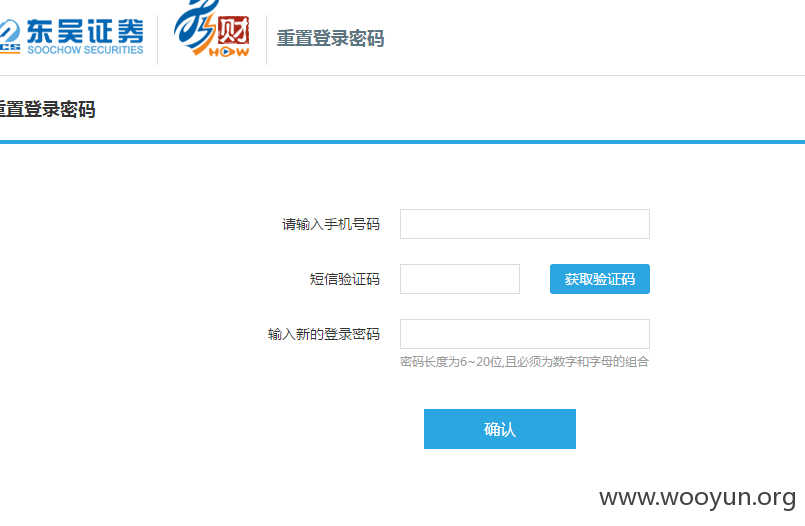 东吴证券
CS SOOCHOW SECURITIES
财
HOW
重置登录密码
重置登录密码
请输入手机号码
短信验证码 获取验证码
输入新的登录密码
密码长度为6~20位,且必须为数字和字母的组合
确认
www.wooyun.org